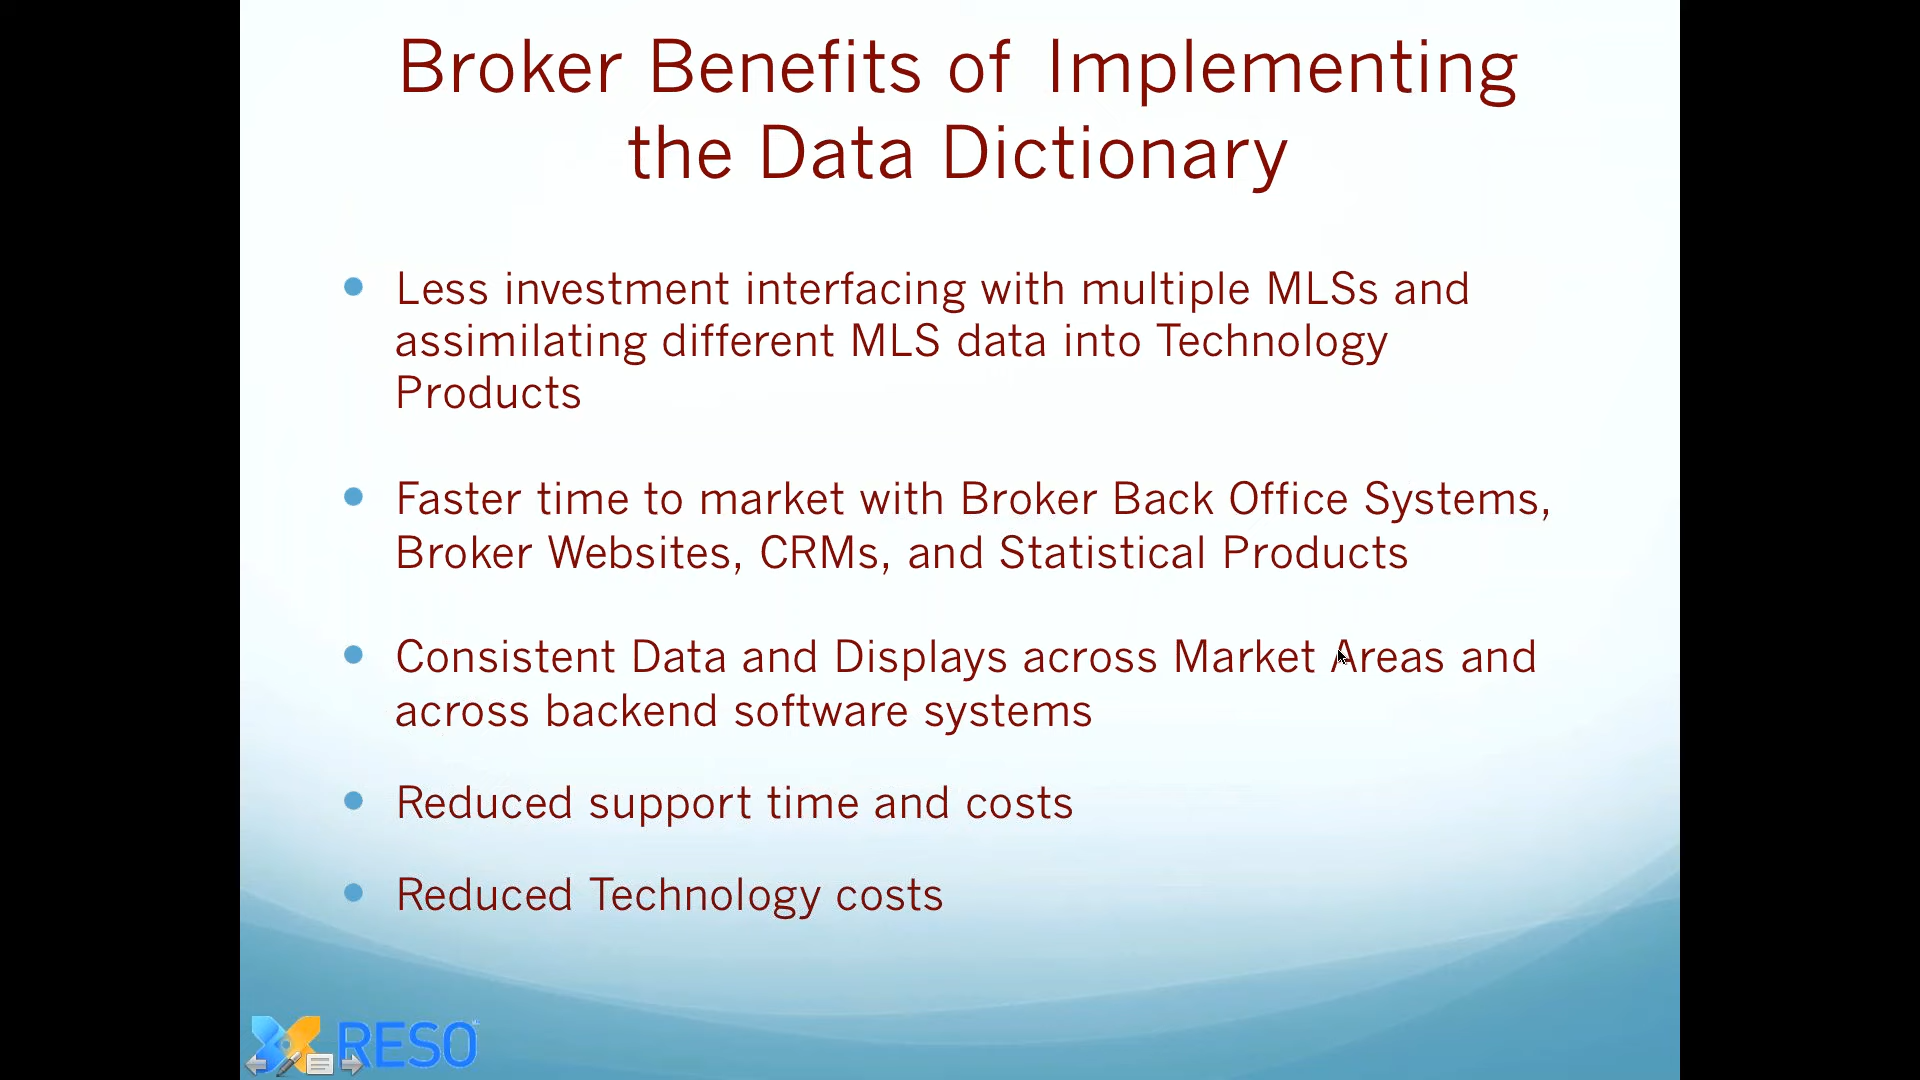 Broker Benefits of Implementing
the Data Dictionary
Less investment interfacing with multiple MLSs and
assimilating different MLS data into Technology
Products
Faster time to market with Broker Back Office Systems,
Broker Websites, CRMs, and Statistical Products
Consistent Data and Displays across Market Areas and
across backend software systems
Reduced support time and costs
Reduced Technology costs
RESO